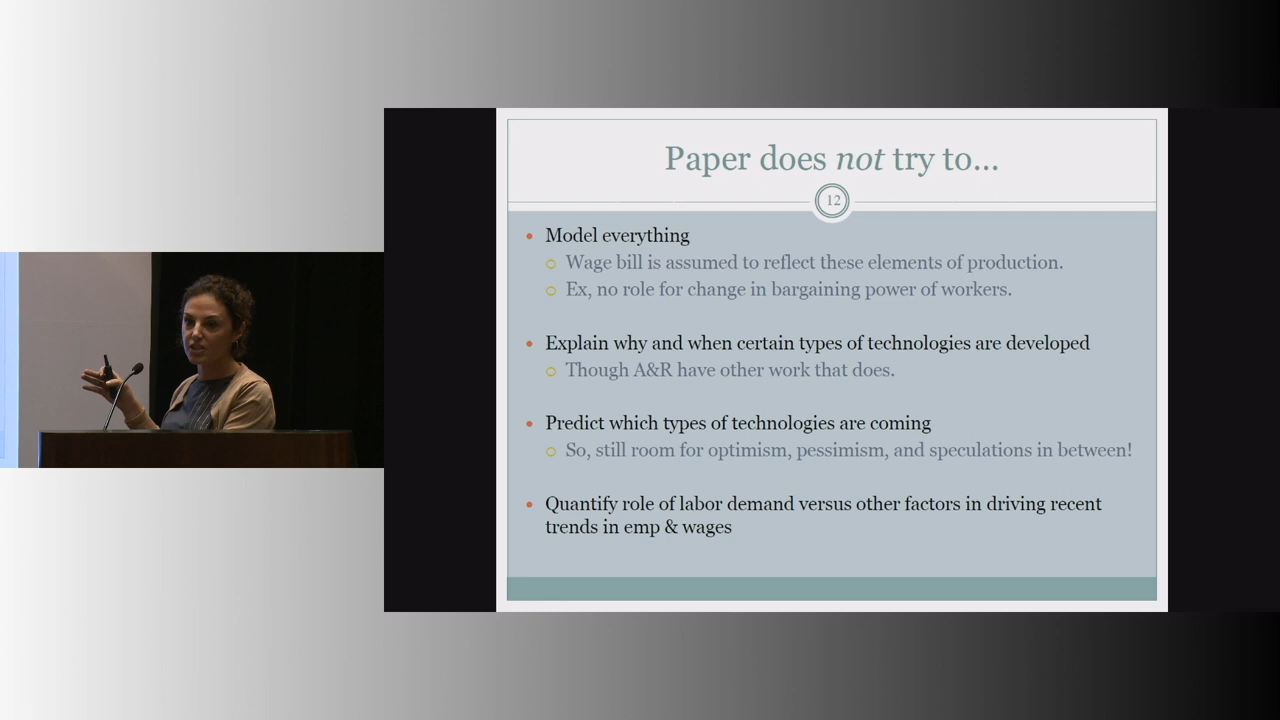 Paper does not try to...
12
Model everything
Wage bill is assumed to reflect these elements of production.
Ex, no role for change in bargaining power of workers.
Explain why and when certain types of technologies are developed
Though A&R have other work that does.
Predict which types of technologies are coming
So, still room for optimism, pessimism, and speculations in between!
Quantify role of labor demand versus other factors in driving recent
trends in emp & wages